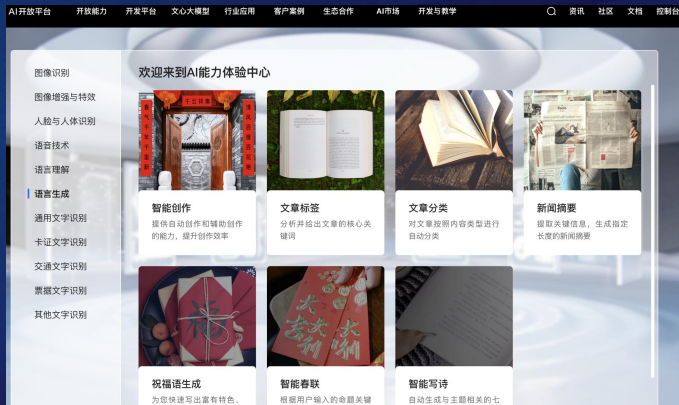 AI开放平台 开放能力 开发平台 文心大模型 行业应用 客户案例 生态合作 AI市场 开发与教学 资讯 社区 文档 控制台
欢迎来到AI能力体验中心
图像识别
图像增强与特效
人脸与人体识别
语音技术
语言理解
语言生成
通用文字识别
卡证文字识别
交通文字识别
票据文字识别
其他文字识别
智能创作
提供自动创作和辅助创作
的能力，提升创作效率
文章标签
分析并给出文章的核心关
键词
文章分类
对文章按照内容类型进行
自动分类
新闻摘要
提取关键信息，生成指定
长度的新闻摘要
祝福语生成
为您快速写出富有特色、
智能春联
根据用户输入的命题关键
智能写诗
自动生成与主题相关的七